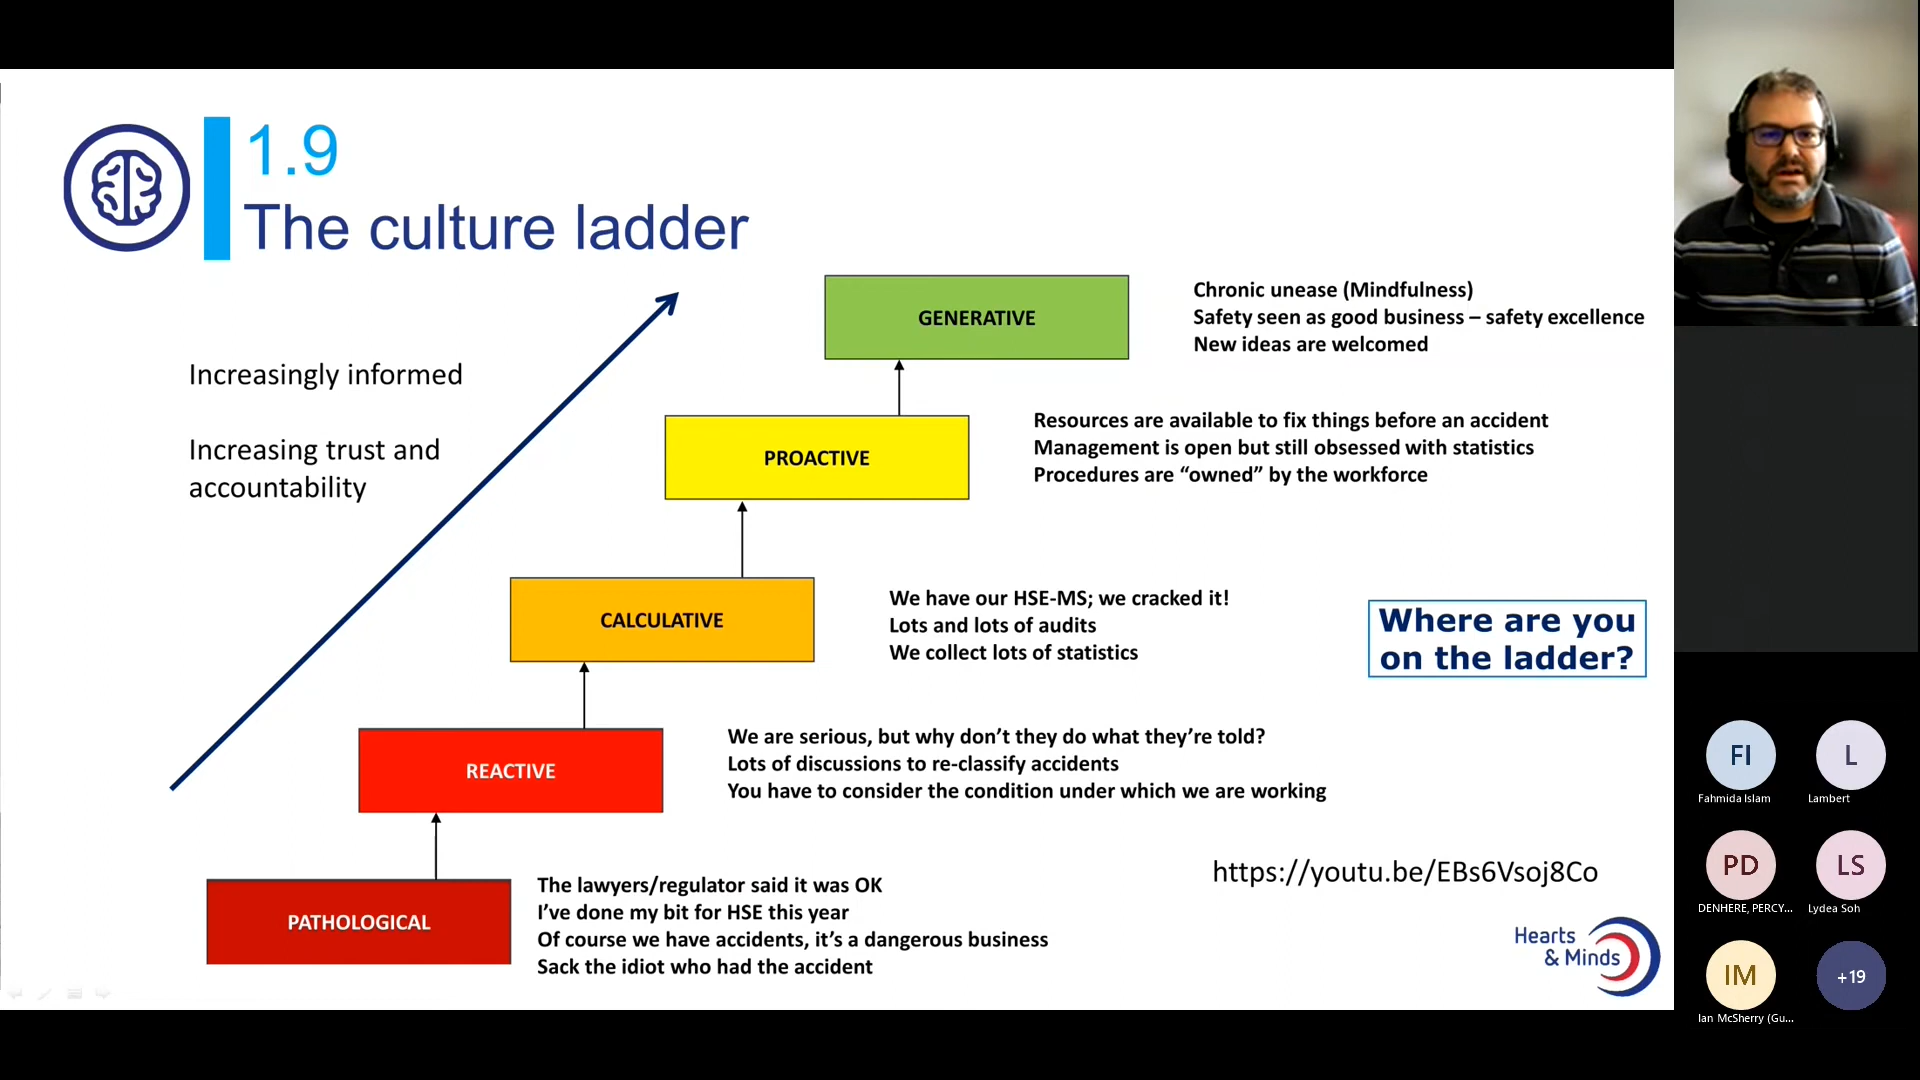 1.9
The culture ladder
Increasingly informed
Increasing trust and
accountability
GENERATIVE
Chronic unease (Mindfulness)
Safety seen as good business – safety excellence
New ideas are welcomed
PROACTIVE
Resources are available to fix things before an accident
Management is open but still obsessed with statistics
Procedures are “owned” by the workforce
CALCULATIVE
We have our HSE-MS; we cracked it!
Lots and lots of audits
We collect lots of statistics
Where are you
on the ladder?
REACTIVE
We are serious, but why don’t they do what they’re told?
Lots of discussions to re-classify accidents
You have to consider the condition under which we are working
PATHOLOGICAL
The lawyers/regulator said it was OK
I’ve done my bit for HSE this year
Of course we have accidents, it’s a dangerous business
Sack the idiot who had the accident
https://youtu.be/EBs6Vsoj8Co
Hearts
& Minds
FI
Fahmida Islam
L
Lambert
PD
DENHERE, PERCY...
LS
Lydea Soh
IM
Ian McSherry (Gu...
+19